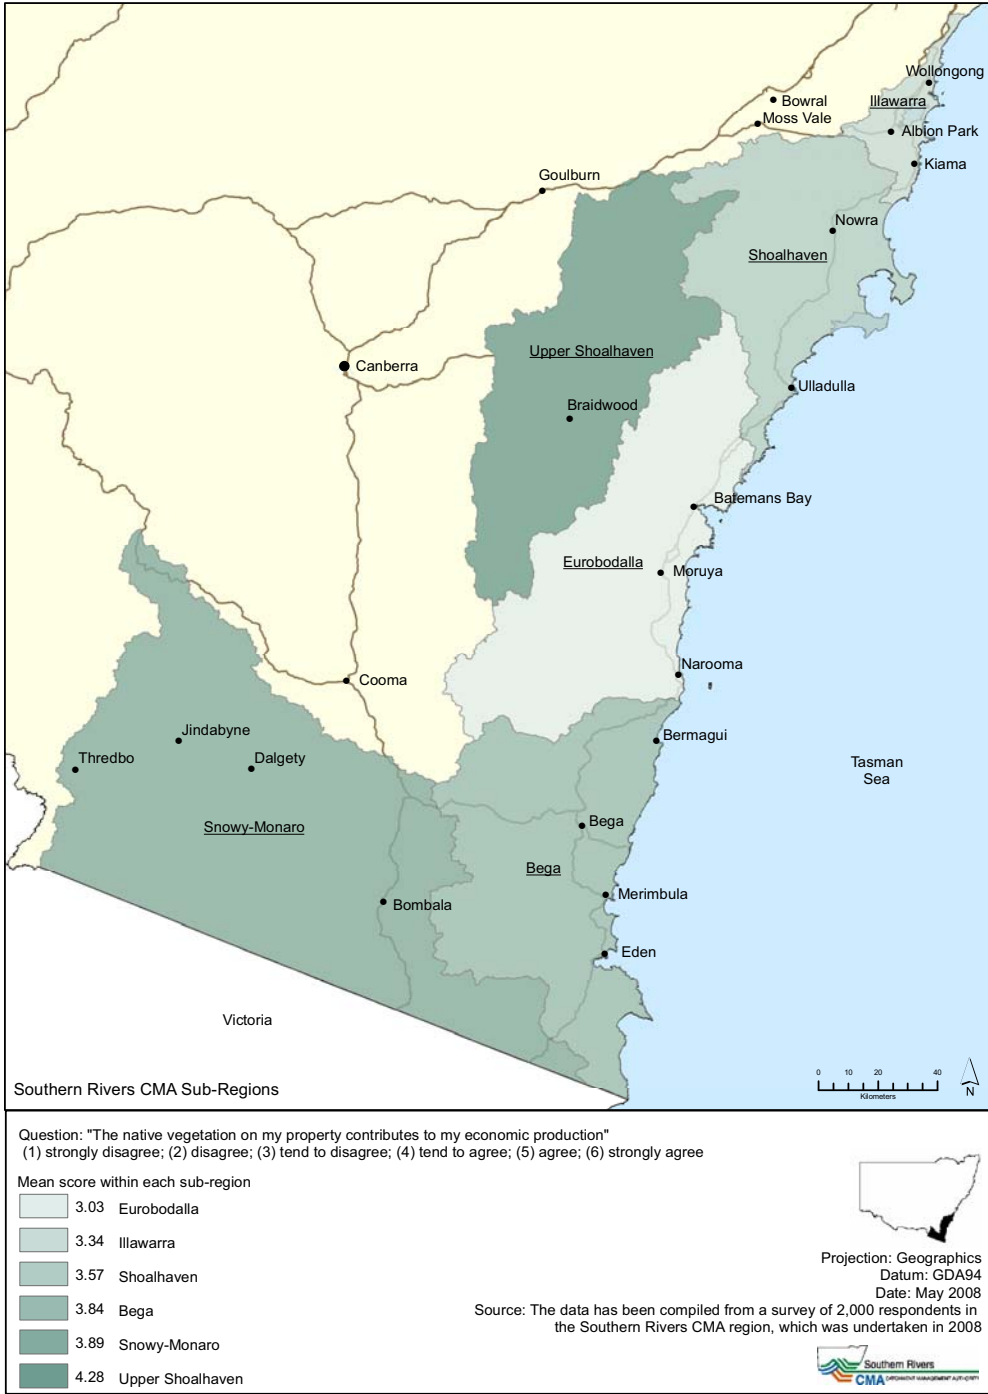 Wollongong
Illawarra
Bowral
Moss Vale
Albion Park
Kiama
Goulburn
Nowra
Shoalhaven
Upper Shoalhaven
Canberra
Ulladulla
Braidwood
Batemans Bay
Eurobodalla
Moruya
Narooma
Cooma
Jindabyne
Bermagui
Thredbo
Dalgety
Tasman
Sea
Snowy-Monaro
Bega
Bega
Merimbula
Bombala
Eden
Victoria
Southern Rivers CMA Sub-Regions
0 10 20 40
Kilometers
N
Question: "The native vegetation on my property contributes to my economic production"
(1) strongly disagree; (2) disagree; (3) tend to disagree; (4) tend to agree; (5) agree; (6) strongly agree
Mean score within each sub-region
3.03 Eurobodalla
3.34 Illawarra
3.57 Shoalhaven
3.84 Bega
3.89 Snowy-Monaro
4.28 Upper Shoalhaven
Projection: Geographics
Datum: GDA94
Date: May 2008
Source: The data has been compiled from a survey of 2,000 respondents in
the Southern Rivers CMA region, which was undertaken in 2008
Southern Rivers
CMA CATCHMENT MANAGEMENT AUTHORITY